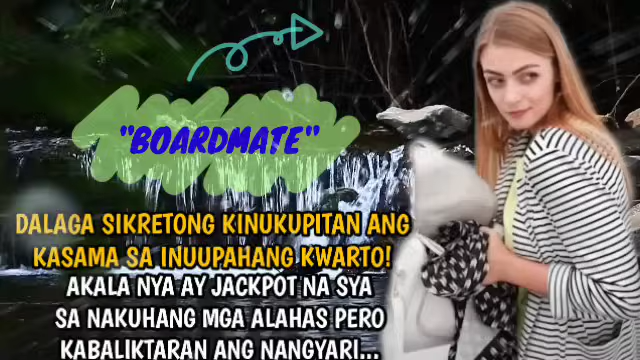 "BOARDMATE"
DALAGA SIKRETONG KINUKUPITAN ANG
KASAMA SA INUUPAHANG KWARTO!
AKALA NYA AY JACKPOT NA SYA
SA NAKUHANG MGA ALAHAS PERO
KABALIKTARAN ANG NANGYARI...